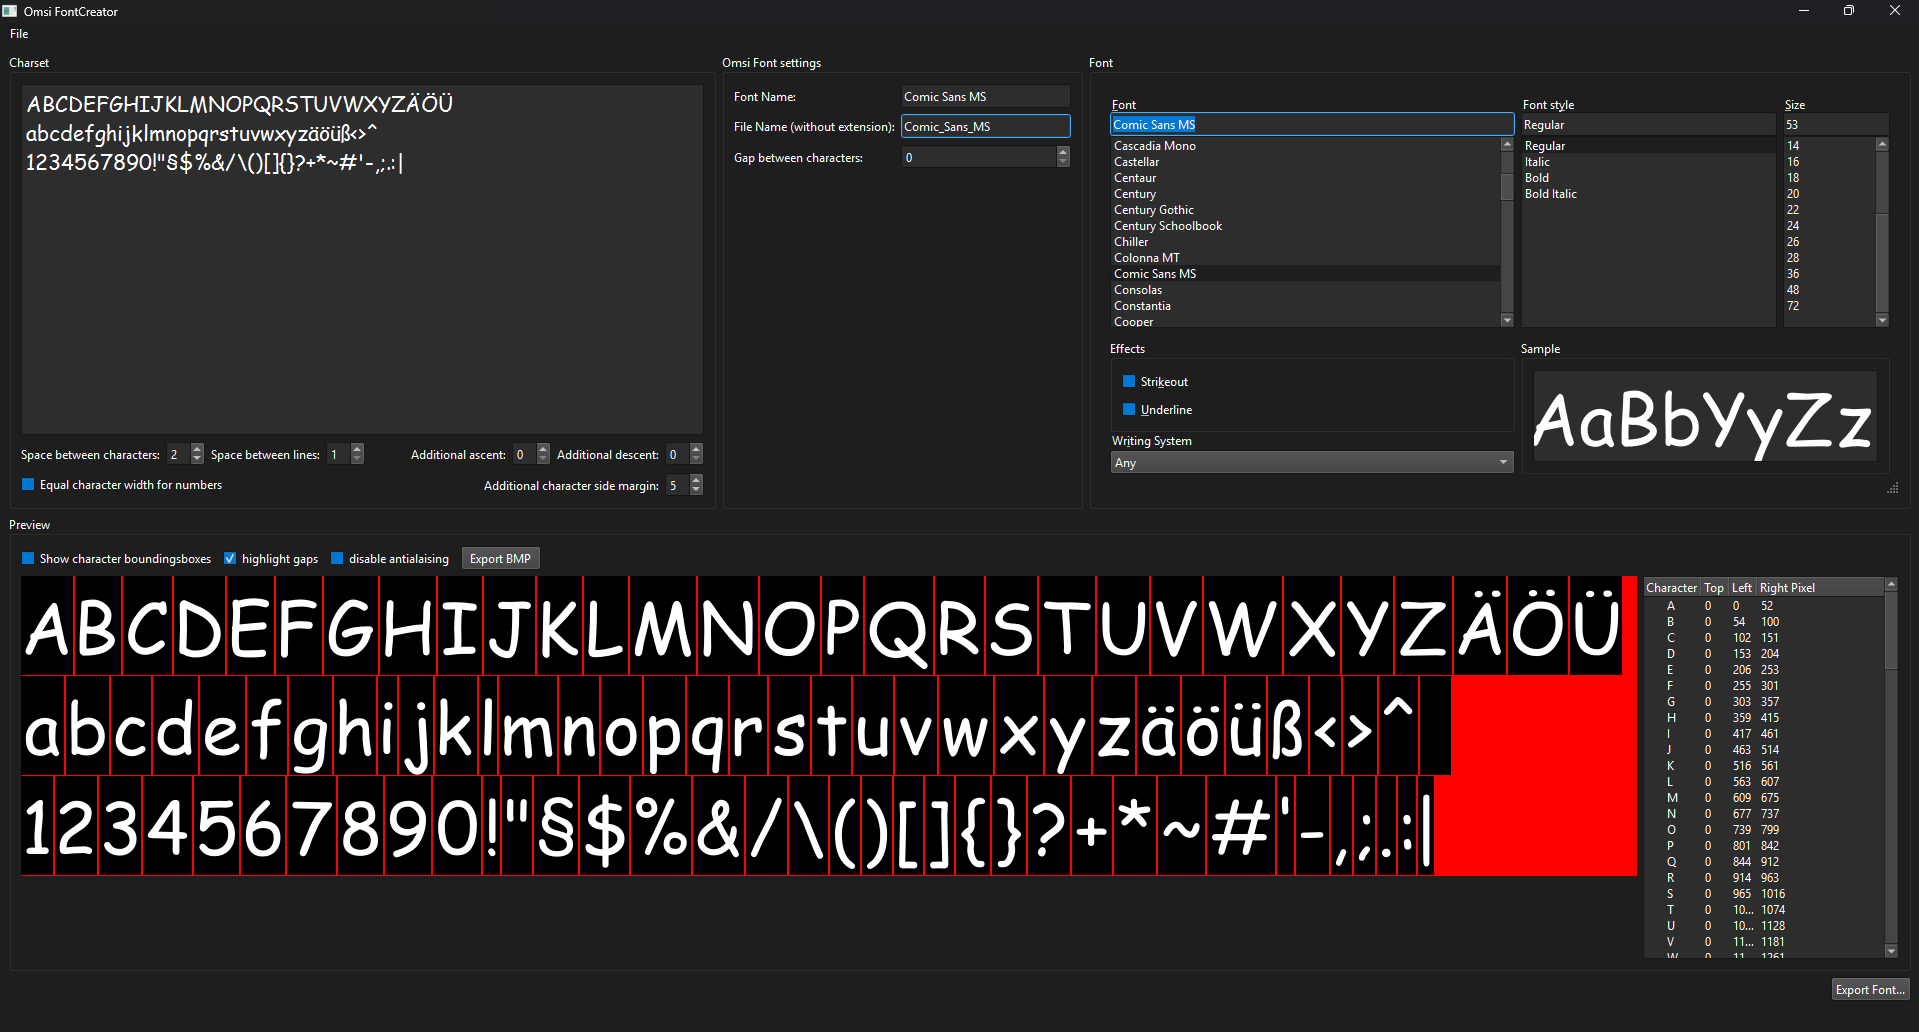 Omsi FontCreator
File
Charset
ABCDEFGHIJKLMNOPQRSTUVWXYZÄÖÜ
abcdefghijklmnopqrstuvwxyzäöüß<>^
1234567890!"§$%&/\()[]{}?+*~#'-,;.:|
Space between characters: 2 Space between lines: 1 Additional ascent: 0 Additional descent: 0
Equal character width for numbers Additional character side margin: 5
Omsi Font settings
Font Name: Comic Sans MS
File Name (without extension): Comic_Sans_MS
Gap between characters: 0
Font
Font
Comic Sans MS
Cascadia Mono
Castellar
Centaur
Century
Century Gothic
Century Schoolbook
Chiller
Colonna MT
Comic Sans MS
Consolas
Constantia
Cooper
Font style
Regular
Regular
Italic
Bold
Bold Italic
Size
53
14
16
18
20
22
24
26
28
36
48
72
Effects
Strikeout
Underline
Writing System
Any
Sample
AaBbYyZz
Preview
Show character boundingsboxes highlight gaps disable antialaising Export BMP
ABCDEFGHIJKLMNOPQRSTUVWXYZÄÖÜ
abcdefghijklmnopqrstuvwxyzäöüß<>^
1234567890!"§$%&/\()[]{}?+*~#'-,;.:|
Character Top Left Right Pixel
A 0 0 52
B 0 54 100
C 0 102 151
D 0 153 204
E 0 206 253
F 0 255 301
G 0 303 357
H 0 359 415
I 0 417 461
J 0 463 514
K 0 516 561
L 0 563 607
M 0 609 675
N 0 677 737
O 0 739 799
P 0 801 842
Q 0 844 912
R 0 914 963
S 0 965 1016
T 0 10... 1074
U 0 10... 1128
V 0 11... 1181
W 0 11... 1261
Export Font...